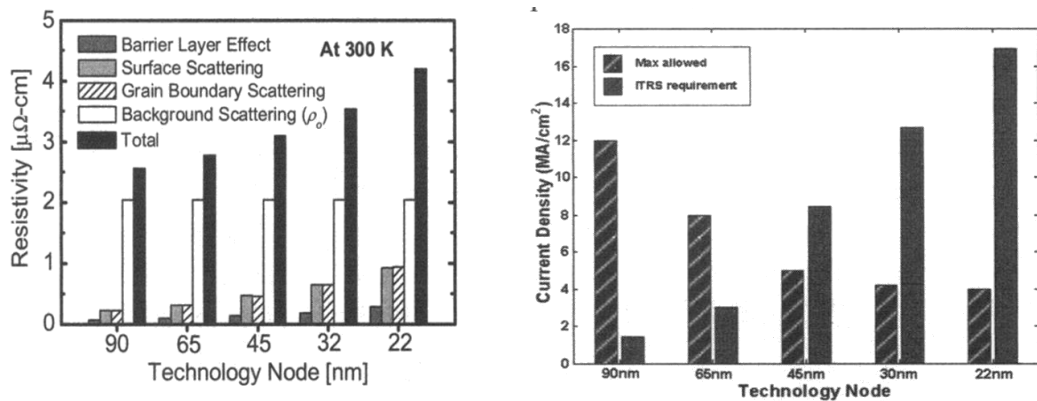 5
4
3
2
1
0
Resistivity [μΩ-cm]
Barrier Layer Effect
Surface Scattering
Grain Boundary Scattering
Background Scattering (ρo)
Total
At 300 K
90 65 45 32 22
Technology Node [nm]
18
16
14
12
10
8
6
4
2
0
Current Density (MA/cm²)
Max allowed
ITRS requirement
90nm 65nm 45nm 30nm 22nm
Technology Node